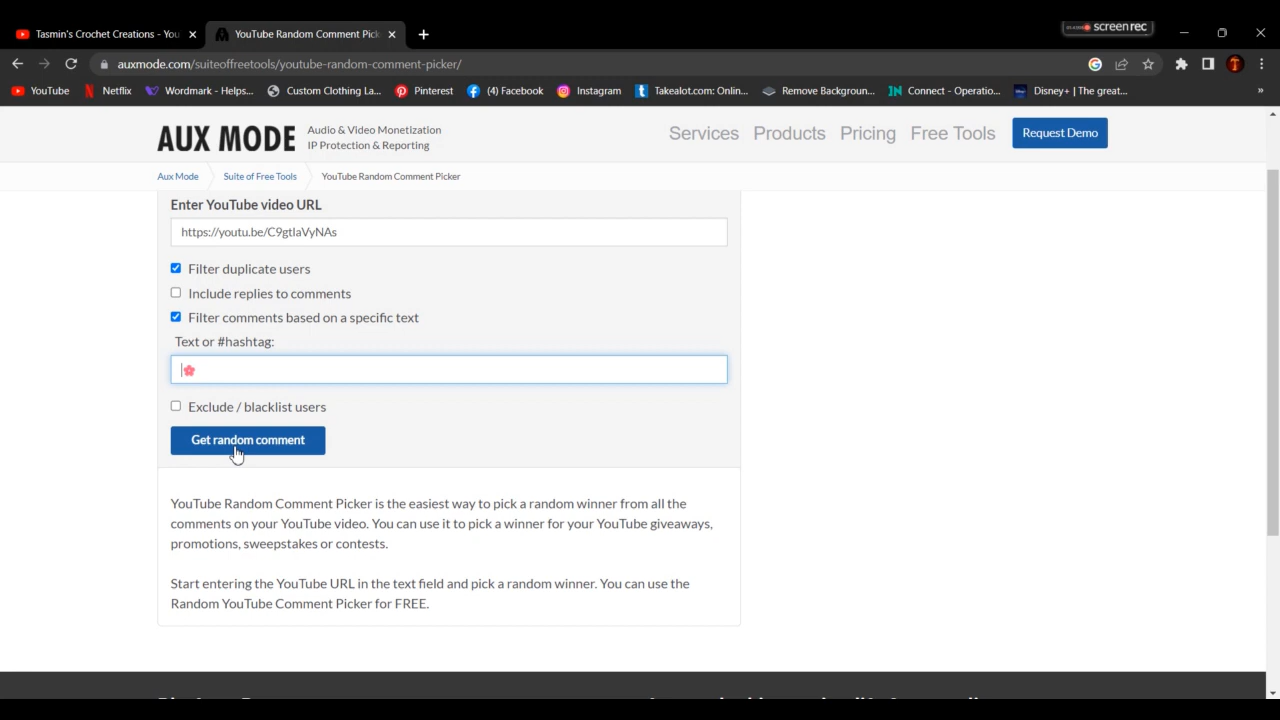 Tasmin's Crochet Creations - You
YouTube Random Comment Pick
screenrec
auxmode.com/suiteoffreetools/youtube-random-comment-picker/
YouTube
Netflix
Wordmark - Helps...
Custom Clothing La...
Pinterest
(4) Facebook
Instagram
Takealot.com: Onlin...
Remove Backgroun...
Connect - Operatio...
Disney+ | The great...
»
AUX MODE
Audio & Video Monetization
IP Protection & Reporting
Services Products Pricing Free Tools Request Demo
Aux Mode
Suite of Free Tools
YouTube Random Comment Picker
Enter YouTube video URL
https://youtu.be/C9gtlaVyNAs
Filter duplicate users
Include replies to comments
Filter comments based on a specific text
Text or #hashtag:
🌸
Exclude / blacklist users
Get random comment
YouTube Random Comment Picker is the easiest way to pick a random winner from all the
comments on your YouTube video. You can use it to pick a winner for your YouTube giveaways,
promotions, sweepstakes or contests.
Start entering the YouTube URL in the text field and pick a random winner. You can use the
Random YouTube Comment Picker for FREE.